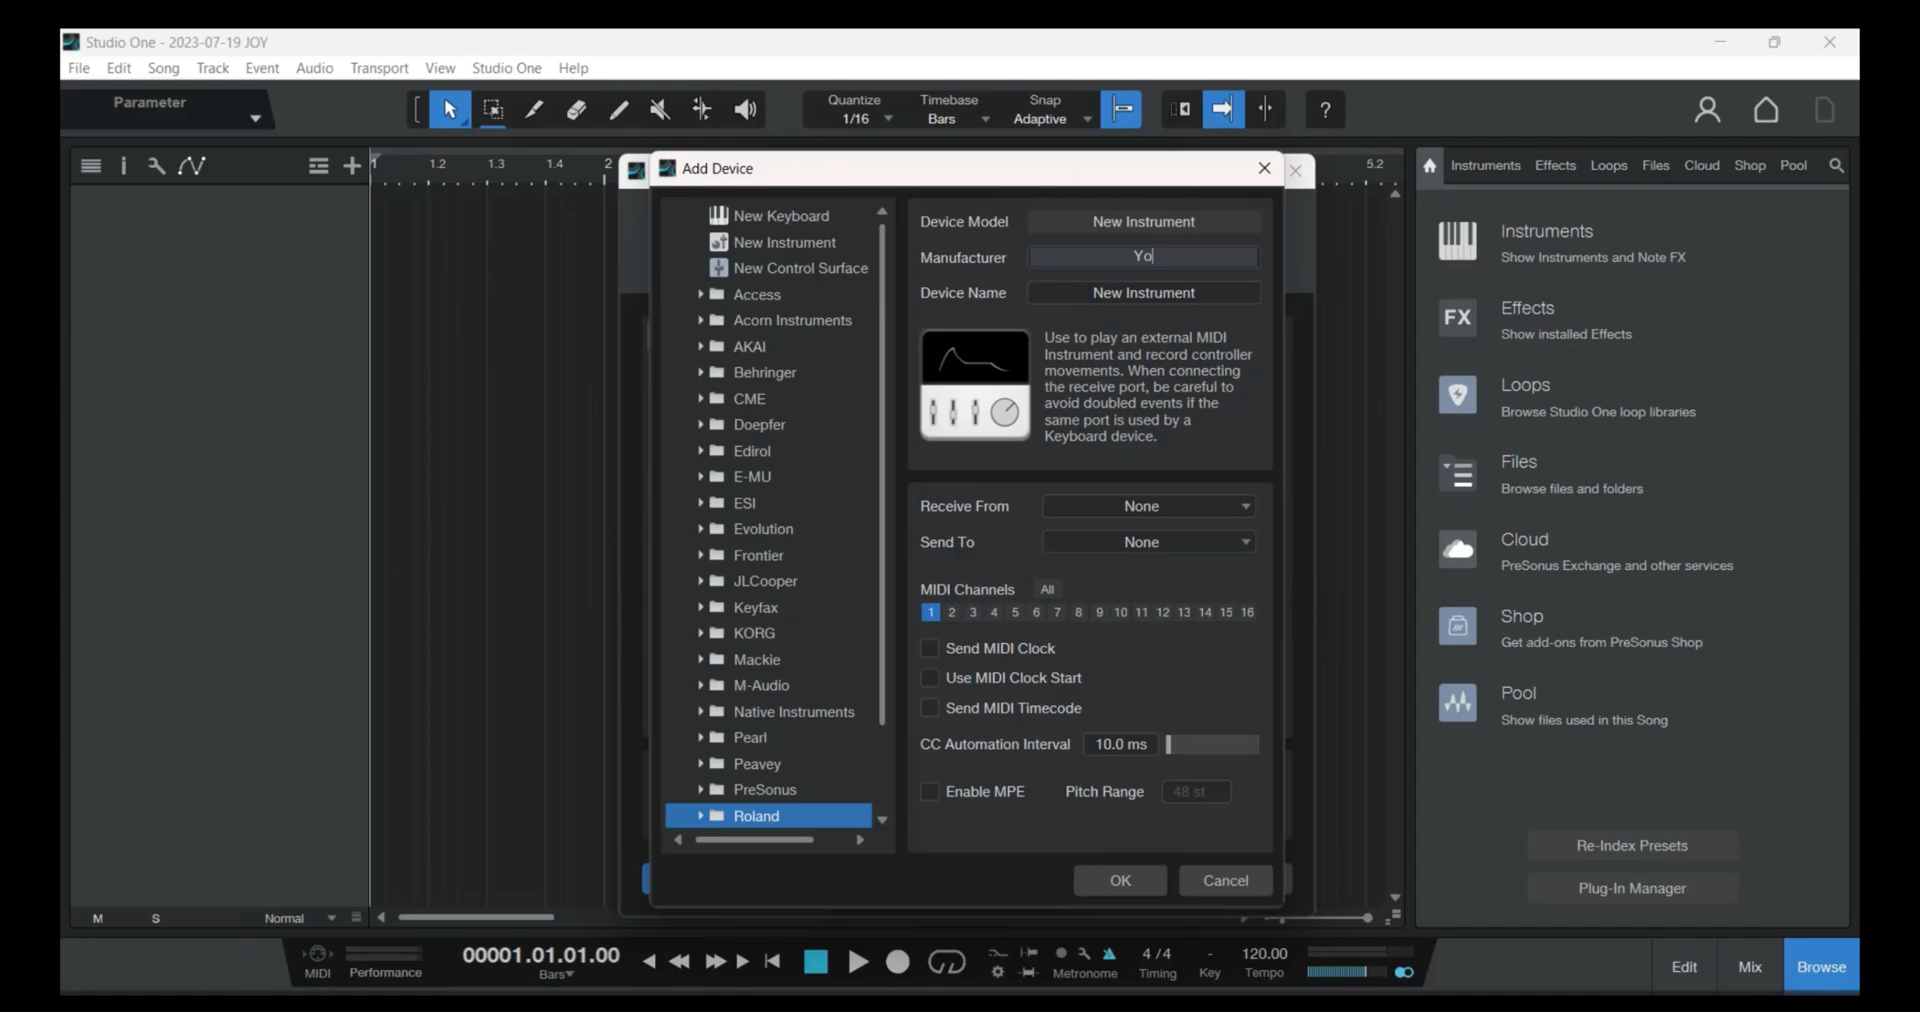 Studio One - 2023-07-19 JOY
File Edit Song Track Event Audio Transport View Studio One Help
Parameter
Quantize Timebase Snap
1/16 Bars Adaptive
?
i
1 1.2 1.3 1.4 2
5.2
Add Device
New Keyboard
New Instrument
New Control Surface
Access
Acorn Instruments
AKAI
Behringer
CME
Doepfer
Edirol
E-MU
ESI
Evolution
Frontier
JLCooper
Keyfax
KORG
Mackie
M-Audio
Native Instruments
Pearl
Peavey
PreSonus
Roland
Device Model New Instrument
Manufacturer Yo
Device Name New Instrument
Use to play an external MIDI
Instrument and record controller
movements. When connecting
the receive port, be careful to
avoid doubled events if the
same port is used by a
Keyboard device.
Receive From None
Send To None
MIDI Channels All
1 2 3 4 5 6 7 8 9 10 11 12 13 14 15 16
Send MIDI Clock
Use MIDI Clock Start
Send MIDI Timecode
CC Automation Interval 10.0 ms
Enable MPE Pitch Range 48 st
OK Cancel
Instruments Effects Loops Files Cloud Shop Pool
Instruments
Show Instruments and Note FX
FX
Effects
Show installed Effects
Loops
Browse Studio One loop libraries
Files
Browse files and folders
Cloud
PreSonus Exchange and other services
Shop
Get add-ons from PreSonus Shop
Pool
Show files used in this Song
Re-Index Presets
Plug-In Manager
M S Normal
MIDI Performance
00001.01.01.00
Bars
Metronome
4 / 4
Timing
-
Key
120.00
Tempo
Edit Mix Browse